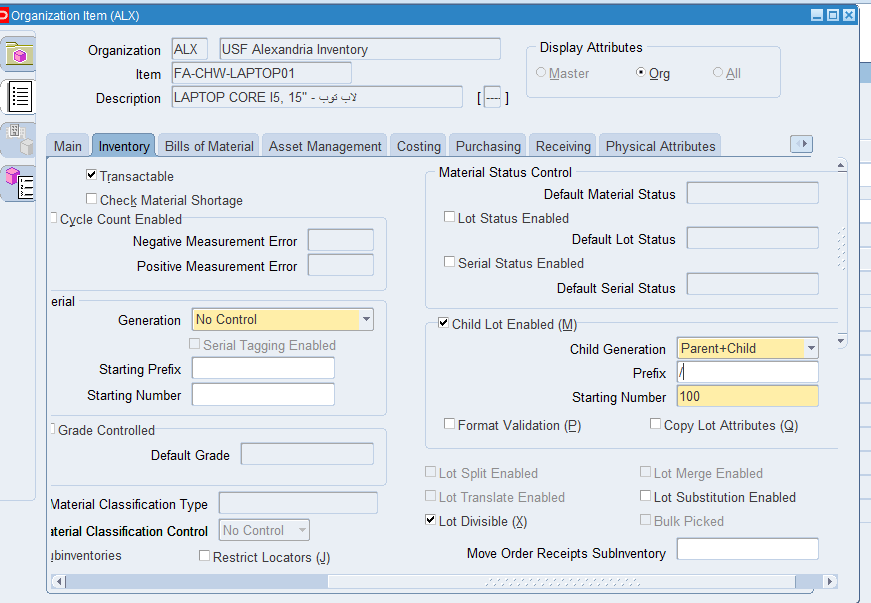 Organization Item (ALX)
Organization ALX USF Alexandria Inventory
Item FA-CHW-LAPTOP01
Description LAPTOP CORE I5, 15" - لاب توب [ ---- ]
Display Attributes
Master Org All
Main Inventory Bills of Material Asset Management Costing Purchasing Receiving Physical Attributes
Transactable
Check Material Shortage
Cycle Count Enabled
Negative Measurement Error
Positive Measurement Error
erial
Generation No Control
Serial Tagging Enabled
Starting Prefix
Starting Number
Grade Controlled
Default Grade
Material Classification Type
aterial Classification Control No Control
ubinventories
Restrict Locators (J)
Material Status Control
Default Material Status
Lot Status Enabled
Default Lot Status
Serial Status Enabled
Default Serial Status
Child Lot Enabled (M)
Child Generation Parent+Child
Prefix /
Starting Number 100
Format Validation (P) Copy Lot Attributes (Q)
Lot Split Enabled Lot Merge Enabled
Lot Translate Enabled Lot Substitution Enabled
Lot Divisible (X) Bulk Picked
Move Order Receipts SubInventory